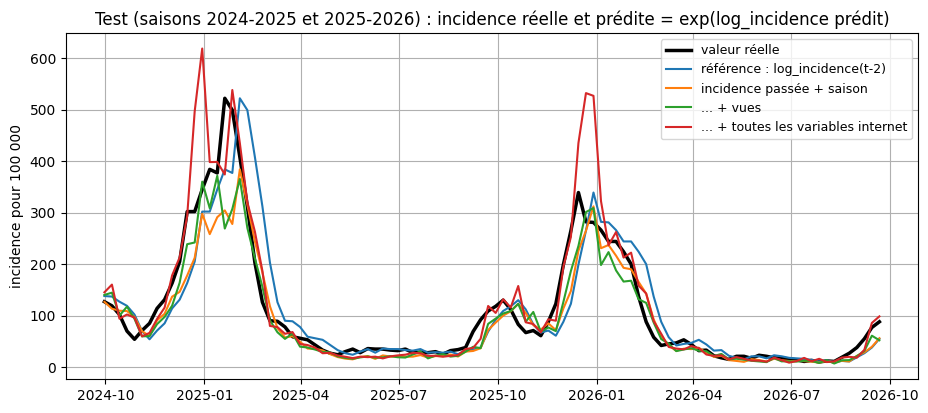 Test (saisons 2024-2025 et 2025-2026) : incidence réelle et prédite = exp(log_incidence prédit)
incidence pour 100 000
600
500
400
300
200
100
0
valeur réelle
référence : log_incidence(t-2)
incidence passée + saison
... + vues
... + toutes les variables internet
2024-10 2025-01 2025-04 2025-07 2025-10 2026-01 2026-04 2026-07 2026-10